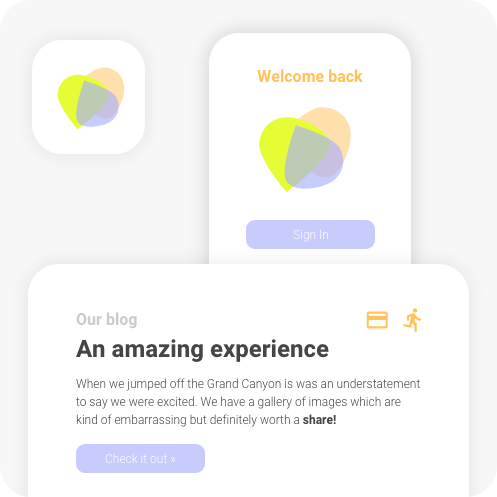 Welcome back
Sign In
Our blog
An amazing experience
When we jumped off the Grand Canyon is was an understatement
to say we were excited. We have a gallery of images which are
kind of embarrassing but definitely worth a share!
Check it out »